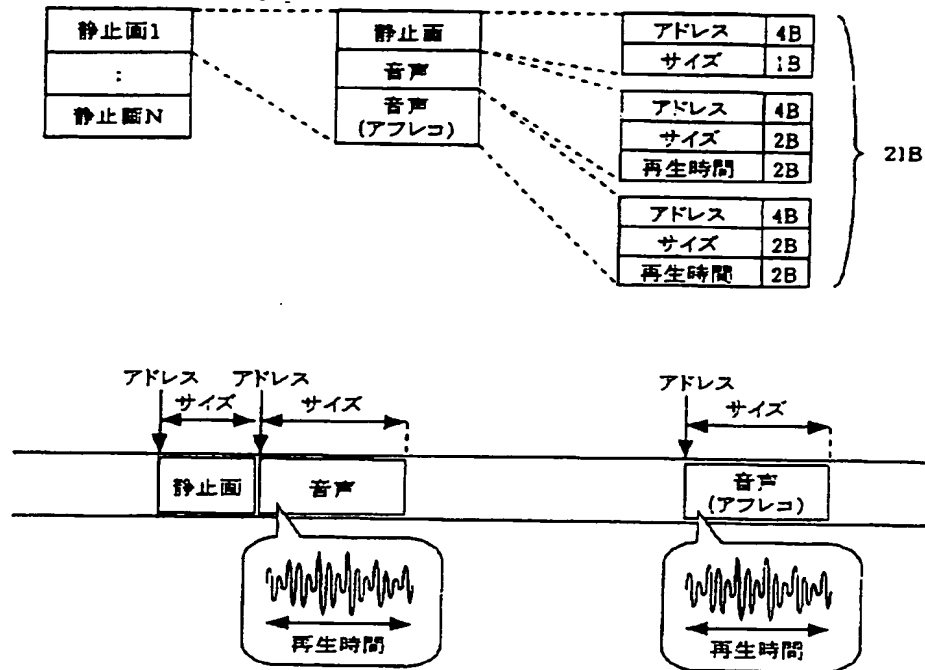 静止画1
:
静止画N
静止画
音声
音声
(アフレコ)
アドレス 4B
サイズ 1B
アドレス 4B
サイズ 2B
再生時間 2B
アドレス 4B
サイズ 2B
再生時間 2B
21B
アドレス アドレス
サイズ サイズ
静止画 音声
再生時間
アドレス
サイズ
音声
(アフレコ)
再生時間